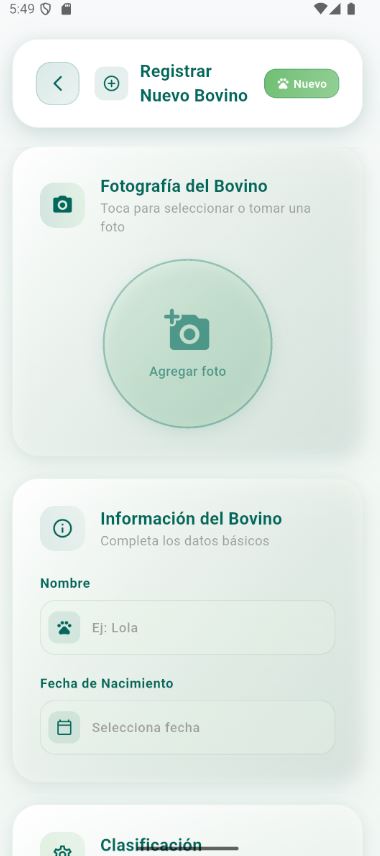 5:49
Registrar
Nuevo Bovino
Nuevo
Fotografía del Bovino
Toca para seleccionar o tomar una
foto
Agregar foto
Información del Bovino
Completa los datos básicos
Nombre
Ej: Lola
Fecha de Nacimiento
Selecciona fecha
Clasificación